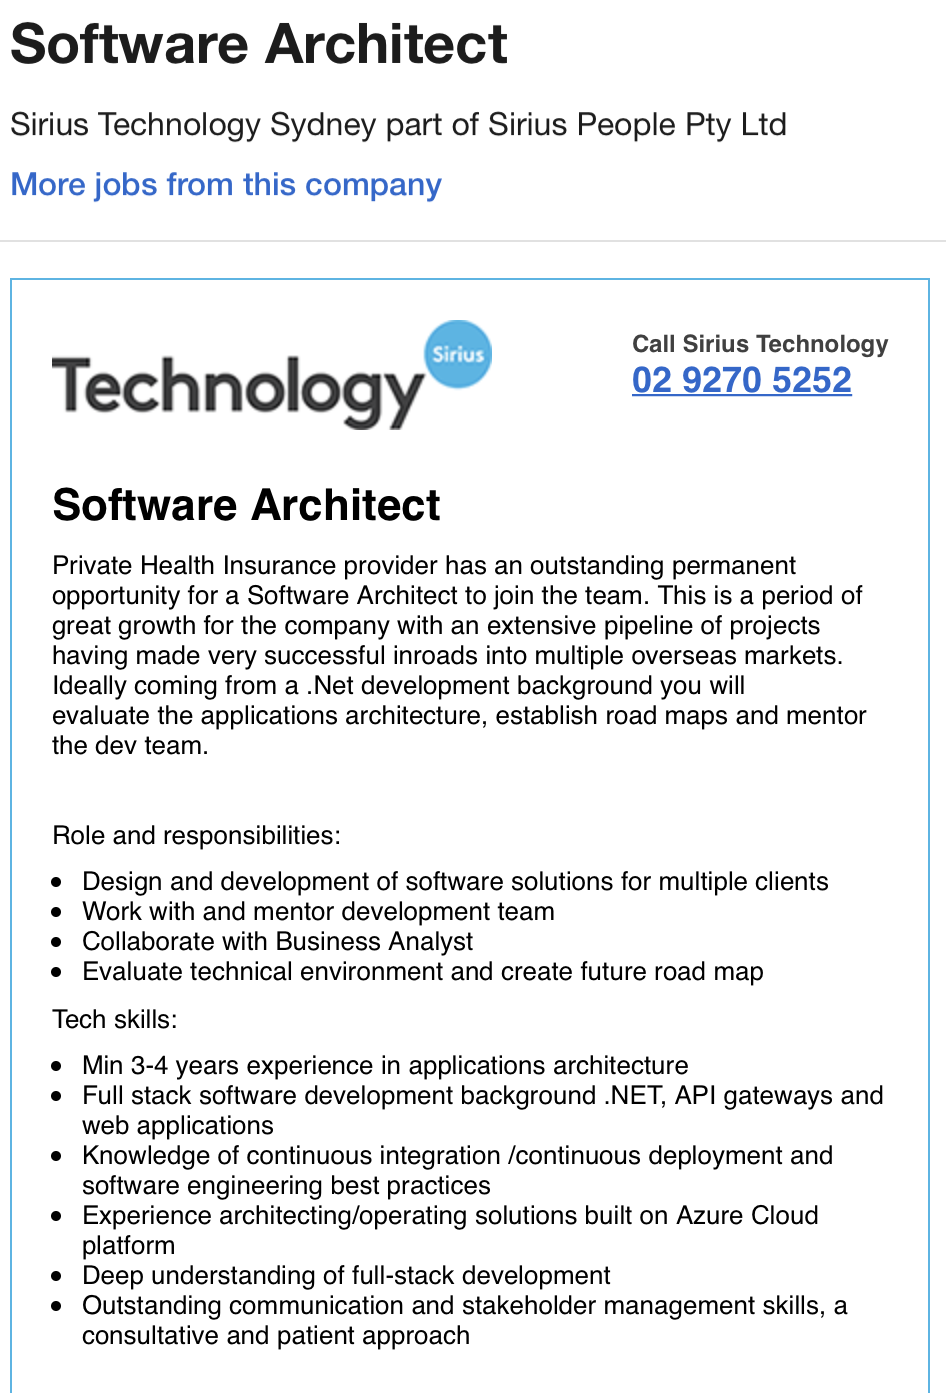 Software Architect
Sirius Technology Sydney part of Sirius People Pty Ltd
More jobs from this company
Technology
Sirius
Call Sirius Technology
02 9270 5252
Software Architect
Private Health Insurance provider has an outstanding permanent
opportunity for a Software Architect to join the team. This is a period of
great growth for the company with an extensive pipeline of projects
having made very successful inroads into multiple overseas markets.
Ideally coming from a .Net development background you will
evaluate the applications architecture, establish road maps and mentor
the dev team.
Role and responsibilities:
• Design and development of software solutions for multiple clients
• Work with and mentor development team
• Collaborate with Business Analyst
• Evaluate technical environment and create future road map
Tech skills:
• Min 3-4 years experience in applications architecture
• Full stack software development background .NET, API gateways and
web applications
• Knowledge of continuous integration /continuous deployment and
software engineering best practices
• Experience architecting/operating solutions built on Azure Cloud
platform
• Deep understanding of full-stack development
• Outstanding communication and stakeholder management skills, a
consultative and patient approach